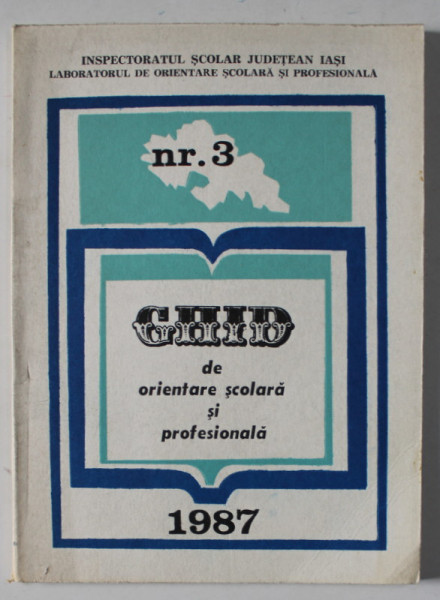 INSPECTORATUL ŞCOLAR JUDEŢEAN IAŞI
LABORATORUL DE ORIENTARE ŞCOLARĂ ŞI PROFESIONALĂ
nr. 3
GHID
de
orientare şcolară
şi
profesională
1987